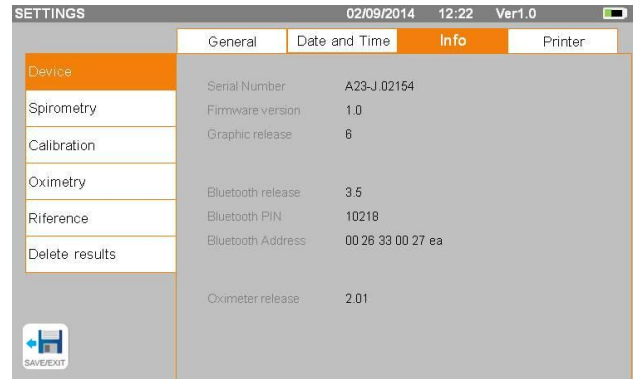 SETTINGS 02/09/2014 12:22 Ver1.0
General Date and Time Info Printer
Device
Spirometry
Calibration
Oximetry
Riference
Delete results
Serial Number A23-J.02154
Firmware version 1.0
Graphic release 6
Bluetooth release 3.5
Bluetooth PIN 10218
Bluetooth Address 00 26 33 00 27 ea
Oximeter release 2.01
SAVE/EXIT